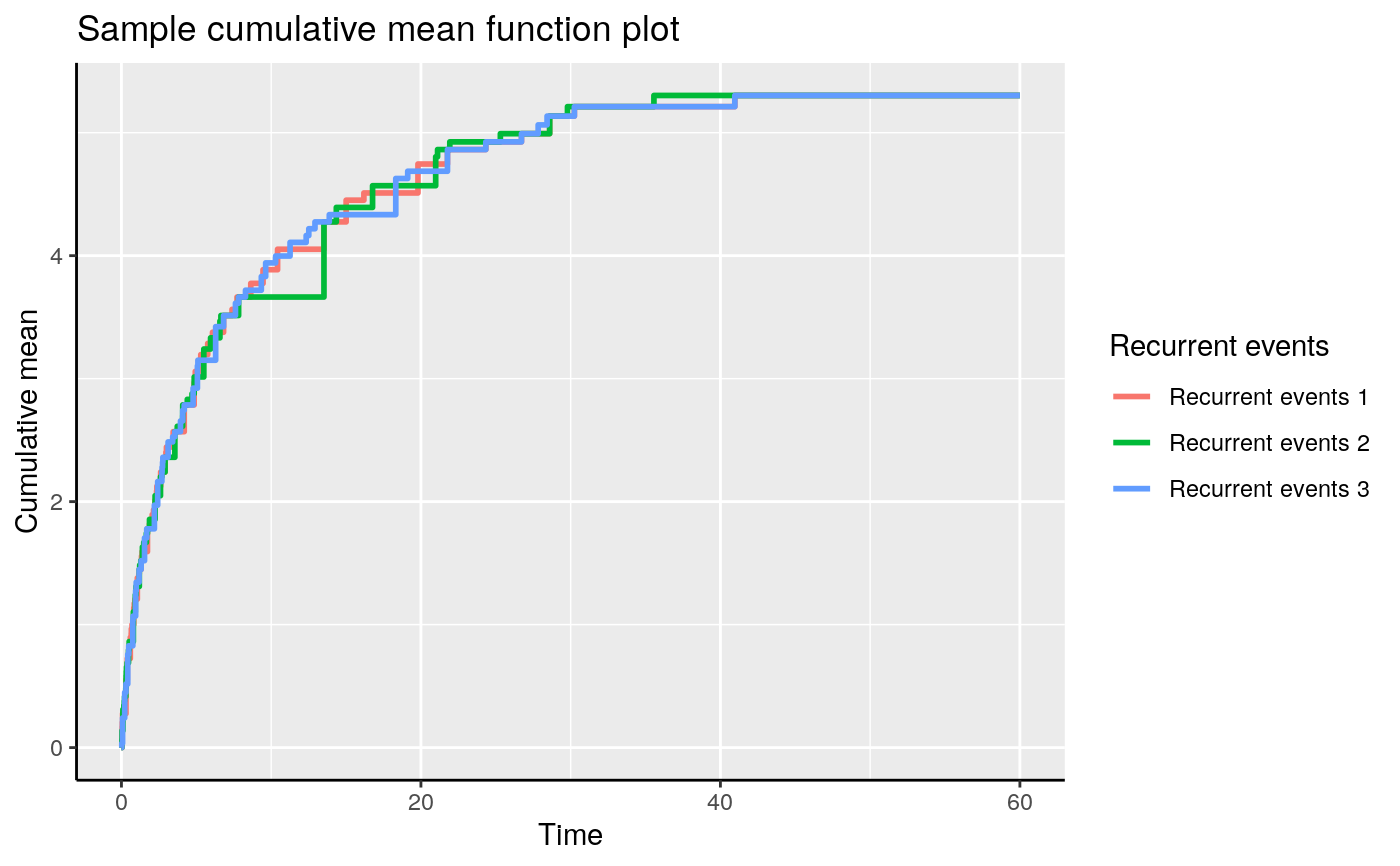 Sample cumulative mean function plot
Cumulative mean
4
2
0
0 20 40 60
Time
Recurrent events
Recurrent events 1
Recurrent events 2
Recurrent events 3